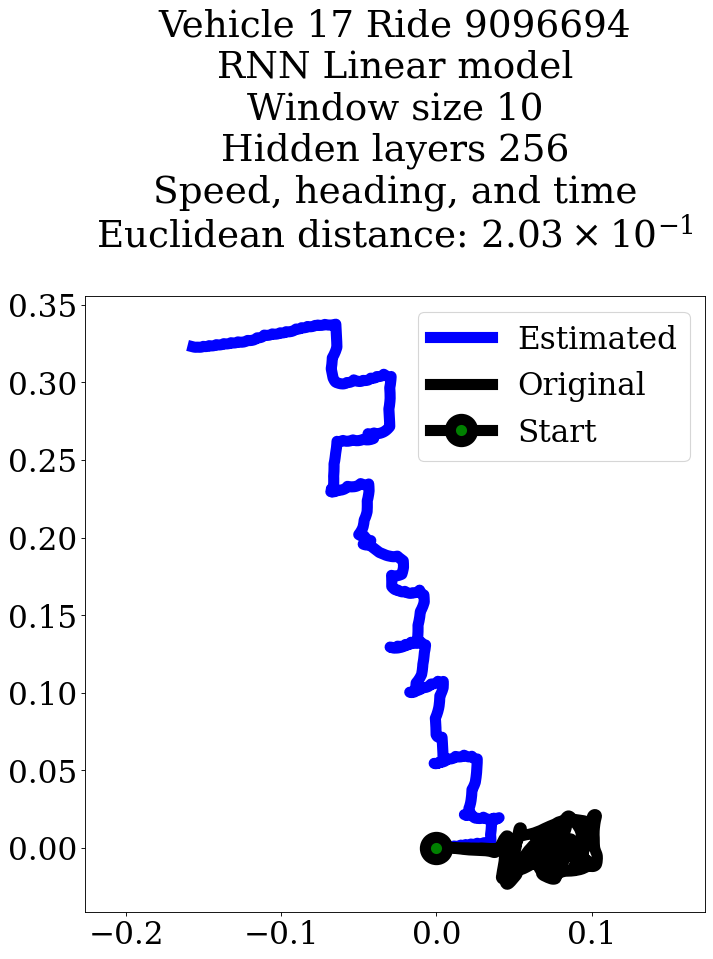 Vehicle 17 Ride 9096694
RNN Linear model
Window size 10
Hidden layers 256
Speed, heading, and time
Euclidean distance: 2.03 × 10⁻¹
Estimated
Original
Start
0.35
0.30
0.25
0.20
0.15
0.10
0.05
0.00
−0.2 −0.1 0.0 0.1